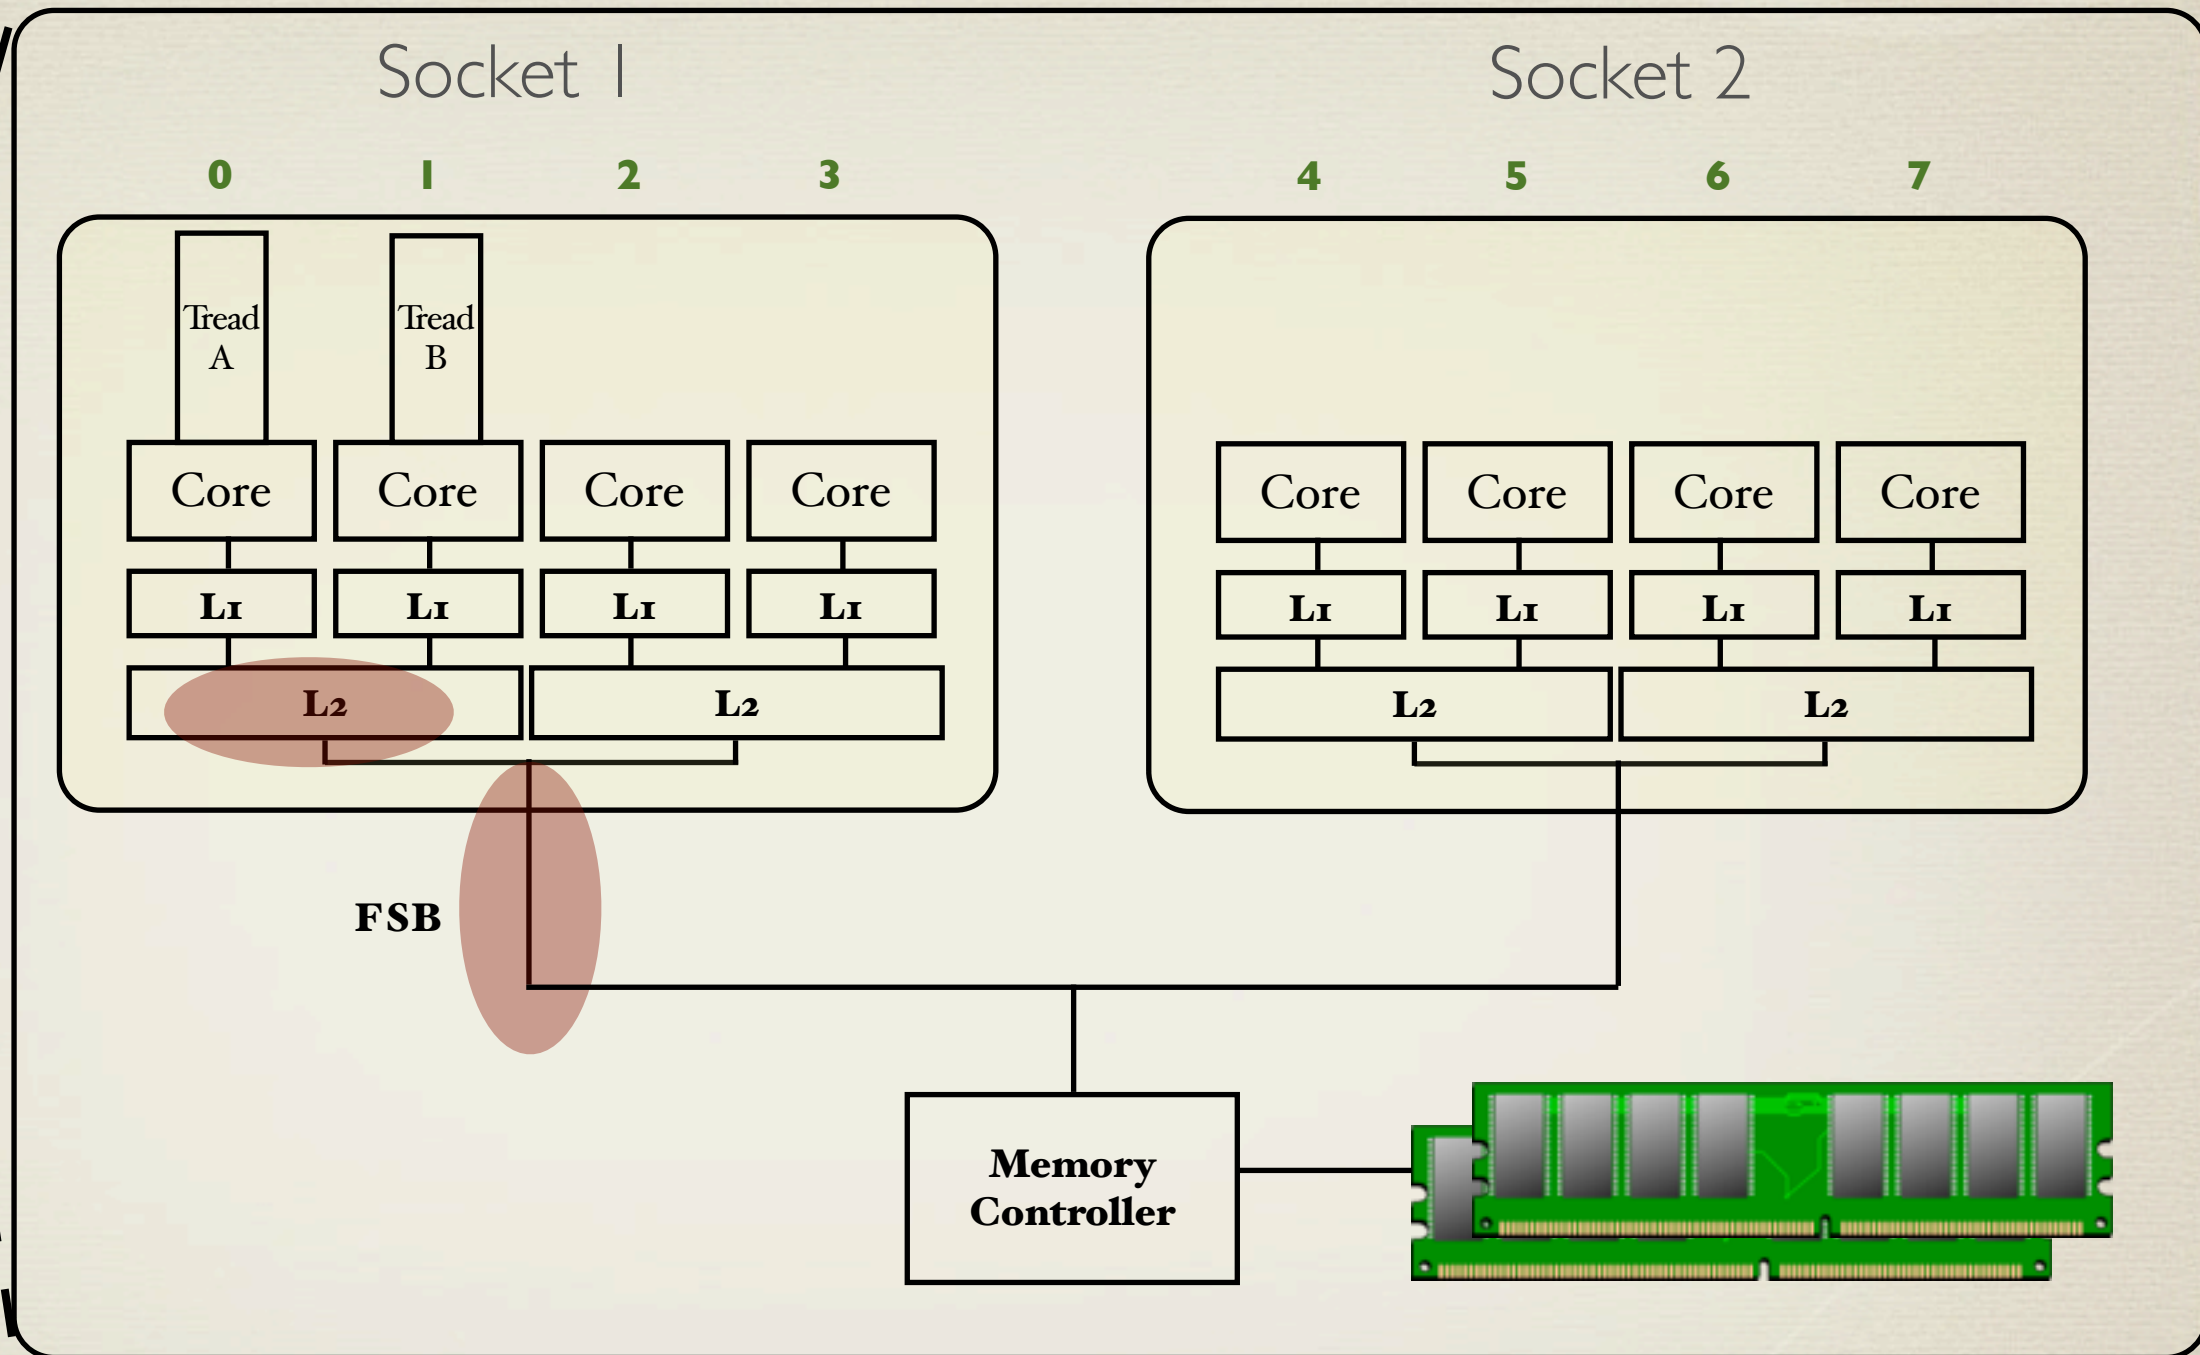 Socket 1
Socket 2
0 1 2 3
4 5 6 7
Tread
A
Tread
B
Core Core Core Core
Core Core Core Core
L1 L1 L1 L1
L1 L1 L1 L1
L2 L2
L2 L2
FSB
Memory
Controller